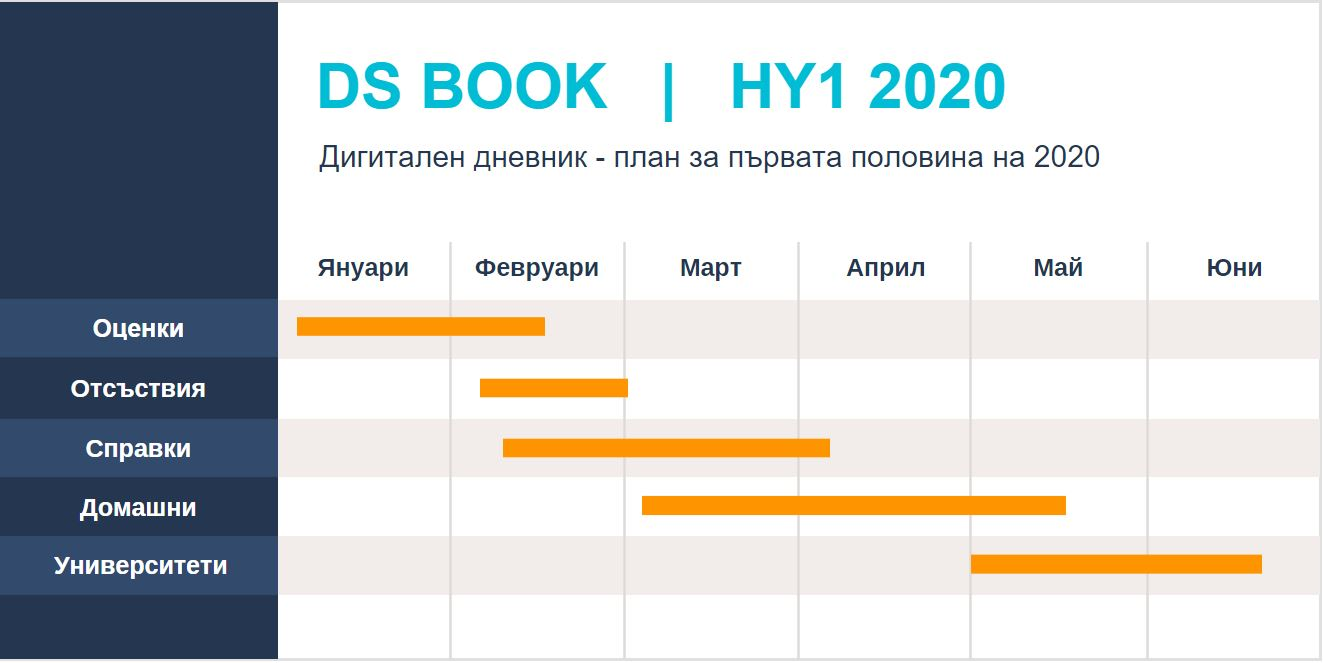 DS BOOK | HY1 2020
Дигитален дневник - план за първата половина на 2020
Януари Февруари Март Април Май Юни
Оценки
Отсъствия
Справки
Домашни
Университети